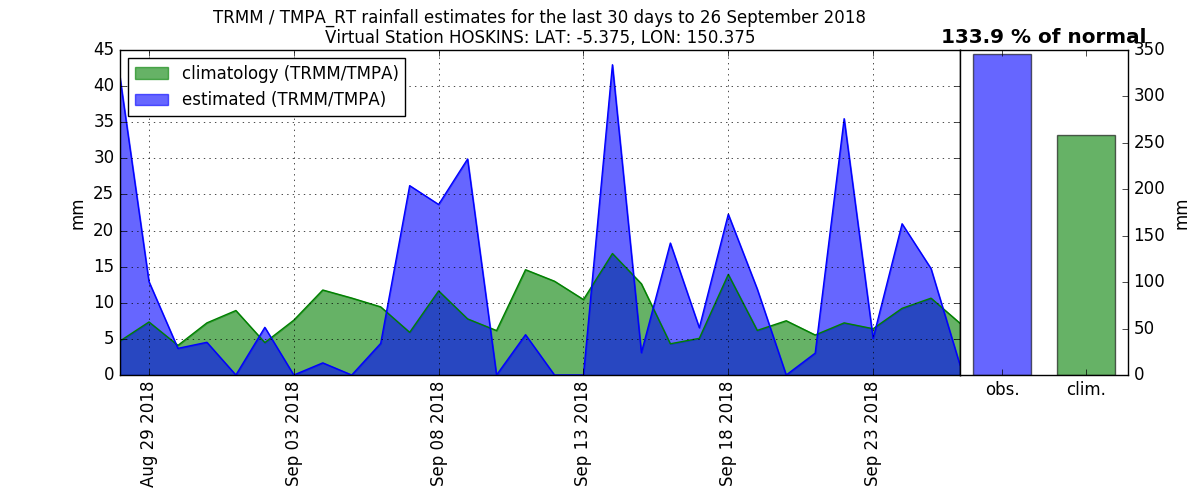 TRMM / TMPA_RT rainfall estimates for the last 30 days to 26 September 2018
Virtual Station HOSKINS: LAT: -5.375, LON: 150.375
133.9 % of normal
climatology (TRMM/TMPA)
estimated (TRMM/TMPA)
mm
45
40
35
30
25
20
15
10
5
0
Aug 29 2018
Sep 03 2018
Sep 08 2018
Sep 13 2018
Sep 18 2018
Sep 23 2018
350
300
250
200
150
100
50
0
mm
obs.
clim.